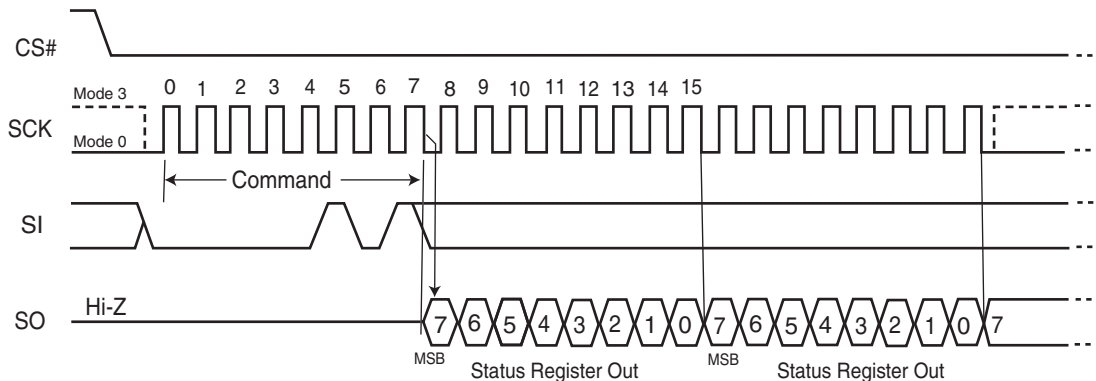 CS#
Mode 3
0 1 2 3 4 5 6 7 8 9 10 11 12 13 14 15
SCK
Mode 0
Command
SI
Hi-Z
SO
7 6 5 4 3 2 1 0 7 6 5 4 3 2 1 0 7
MSB Status Register Out MSB Status Register Out